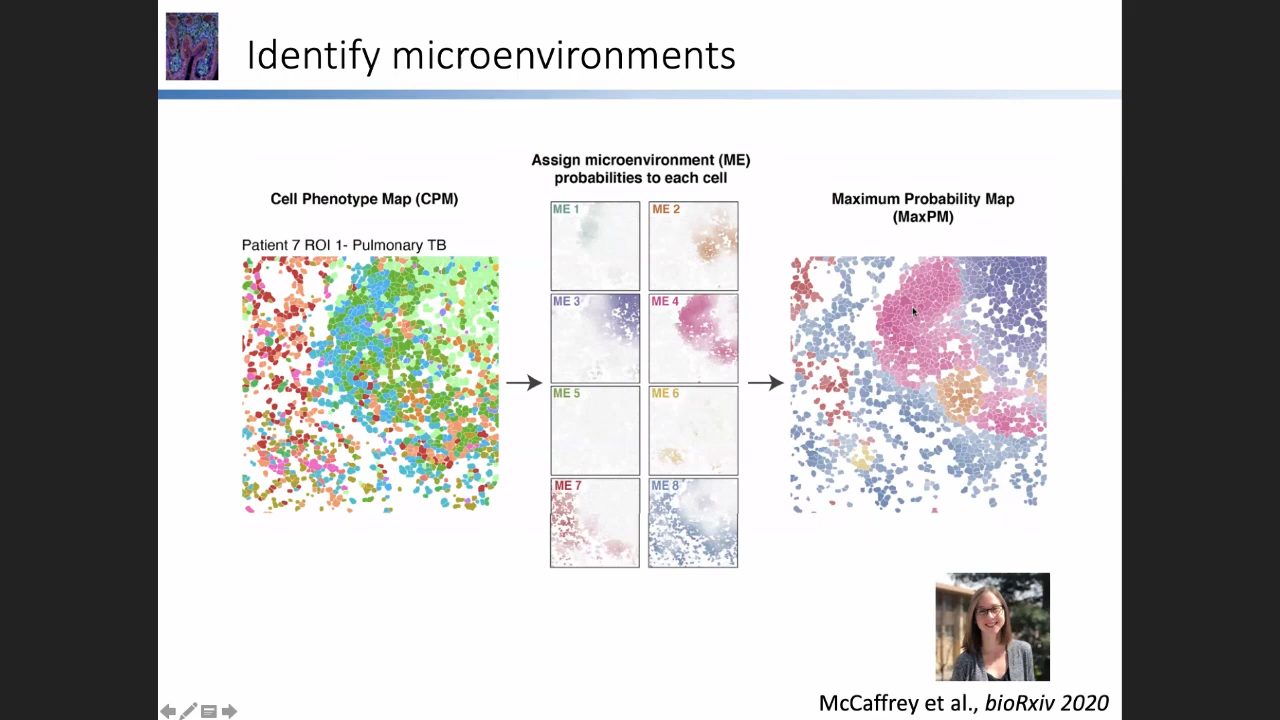 Identify microenvironments
Assign microenvironment (ME)
probabilities to each cell
Cell Phenotype Map (CPM)
Maximum Probability Map
(MaxPM)
Patient 7 ROI 1- Pulmonary TB
ME 1
ME 2
ME 3
ME 4
ME 5
ME 6
ME 7
ME 8
McCaffrey et al., bioRxiv 2020